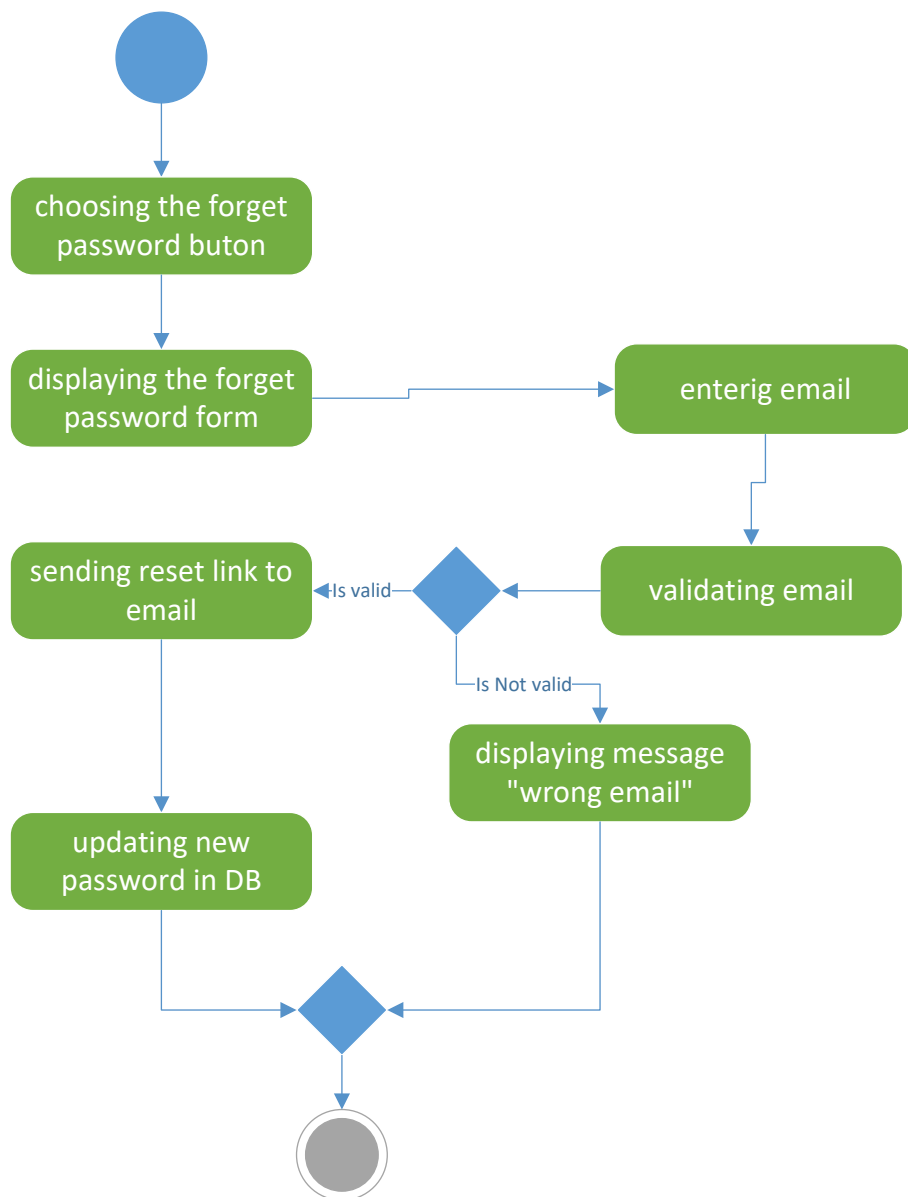 choosing the forget
password buton
displaying the forget
password form
enterig email
validating email
Is valid
sending reset link to
email
Is Not valid
displaying message
"wrong email"
updating new
password in DB